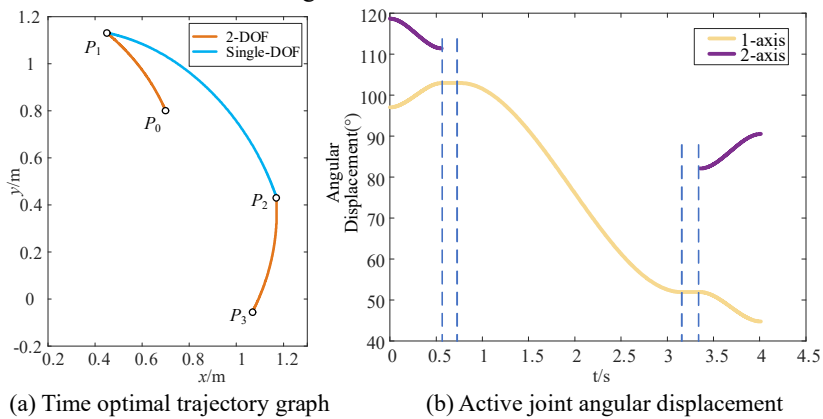 1.2
1
0.8
0.6
0.4
0.2
0
-0.2
y/m
0.2 0.4 0.6 0.8 1 1.2
x/m
2-DOF
Single-DOF
P1
P0
P2
P3
(a) Time optimal trajectory graph
120
110
100
90
80
70
60
50
40
Angular
Displacement(°)
0 0.5 1 1.5 2 2.5 3 3.5 4 4.5
t/s
1-axis
2-axis
(b) Active joint angular displacement